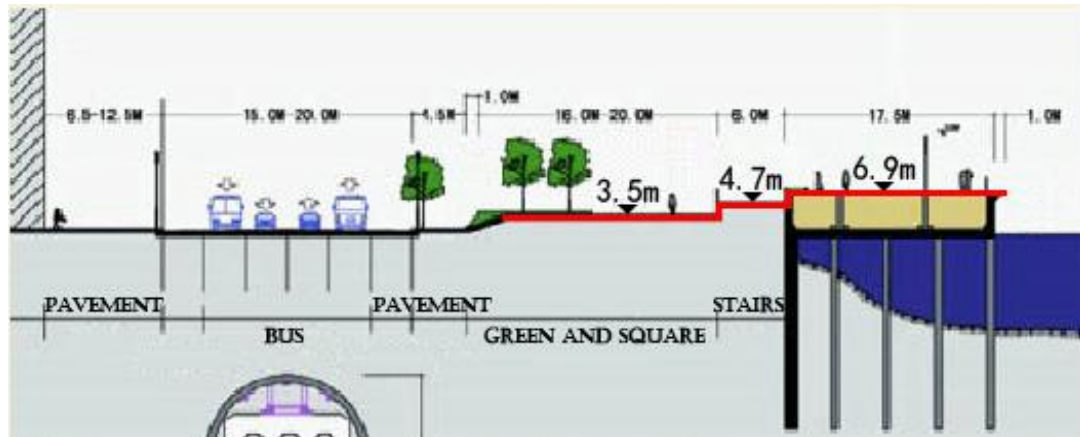 1.0M
6.5-12.5M 15.0M-20.0M 4.5M 16.0M-20.0M 6.0M 17.5M 1.0M
3.5m 4.7m 6.9m
PAVEMENT PAVEMENT STAIRS
BUS GREEN AND SQUARE